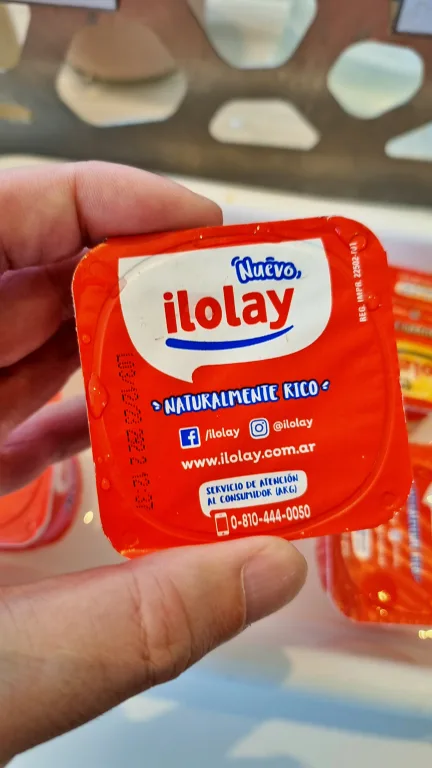 Nuevo
ilolay
NATURALMENTE RICO
/ilolay @ilolay
www.ilolay.com.ar
SERVICIO DE ATENCIÓN
AL CONSUMIDOR (AKG)
0-810-444-0050